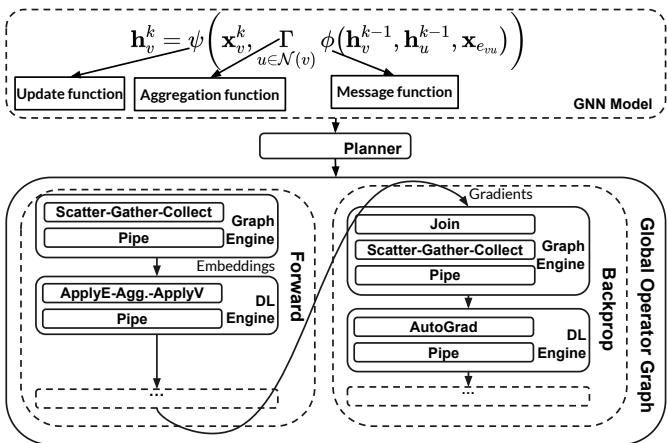 h_v^k = ψ(x_v^k, Γ_{u∈N(v)} ϕ(h_v^{k-1}, h_u^{k-1}, x_{e_{vu}}))
Update function
Aggregation function
Message function
GNN Model
Planner
Scatter-Gather-Collect
Pipe
Graph
Engine
Embeddings
ApplyE-Agg.-ApplyV
Pipe
DL
Engine
...
Forward
Gradients
Join
Scatter-Gather-Collect
Pipe
Graph
Engine
AutoGrad
Pipe
DL
Engine
...
Backprop
Global Operator Graph